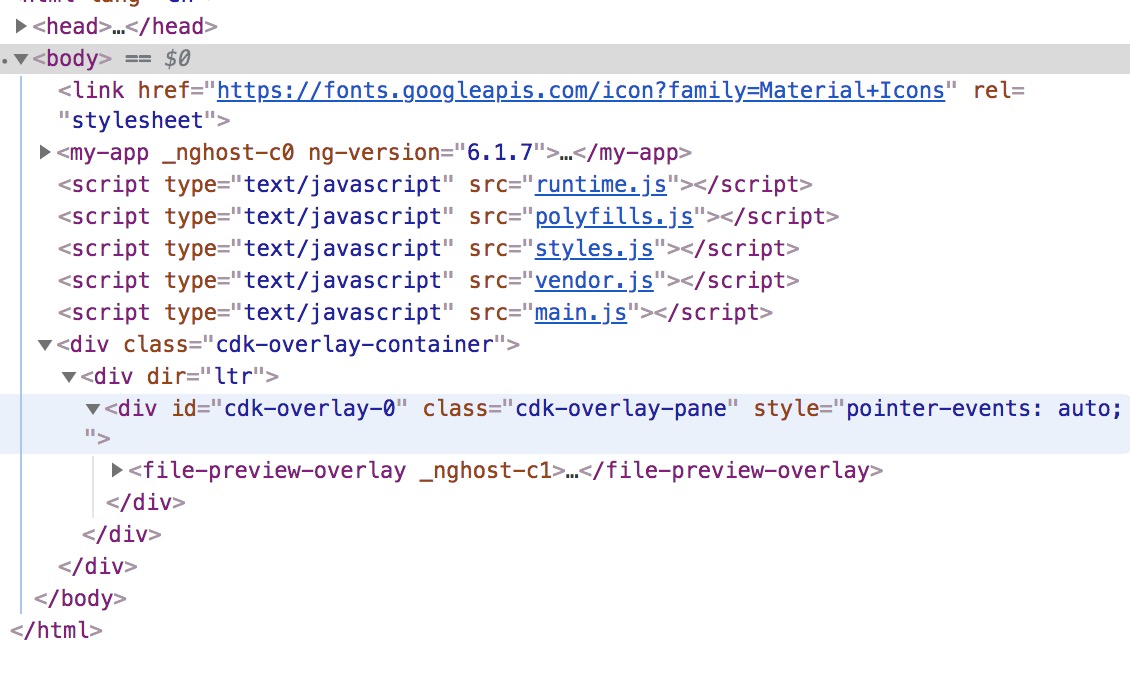 <head>…</head>
<body> == $0
<link href="https://fonts.googleapis.com/icon?family=Material+Icons" rel=
"stylesheet">
<my-app _nghost-c0 ng-version="6.1.7">…</my-app>
<script type="text/javascript" src="runtime.js"></script>
<script type="text/javascript" src="polyfills.js"></script>
<script type="text/javascript" src="styles.js"></script>
<script type="text/javascript" src="vendor.js"></script>
<script type="text/javascript" src="main.js"></script>
<div class="cdk-overlay-container">
<div dir="ltr">
<div id="cdk-overlay-0" class="cdk-overlay-pane" style="pointer-events: auto;
">
<file-preview-overlay _nghost-c1>…</file-preview-overlay>
</div>
</div>
</div>
</body>
</html>